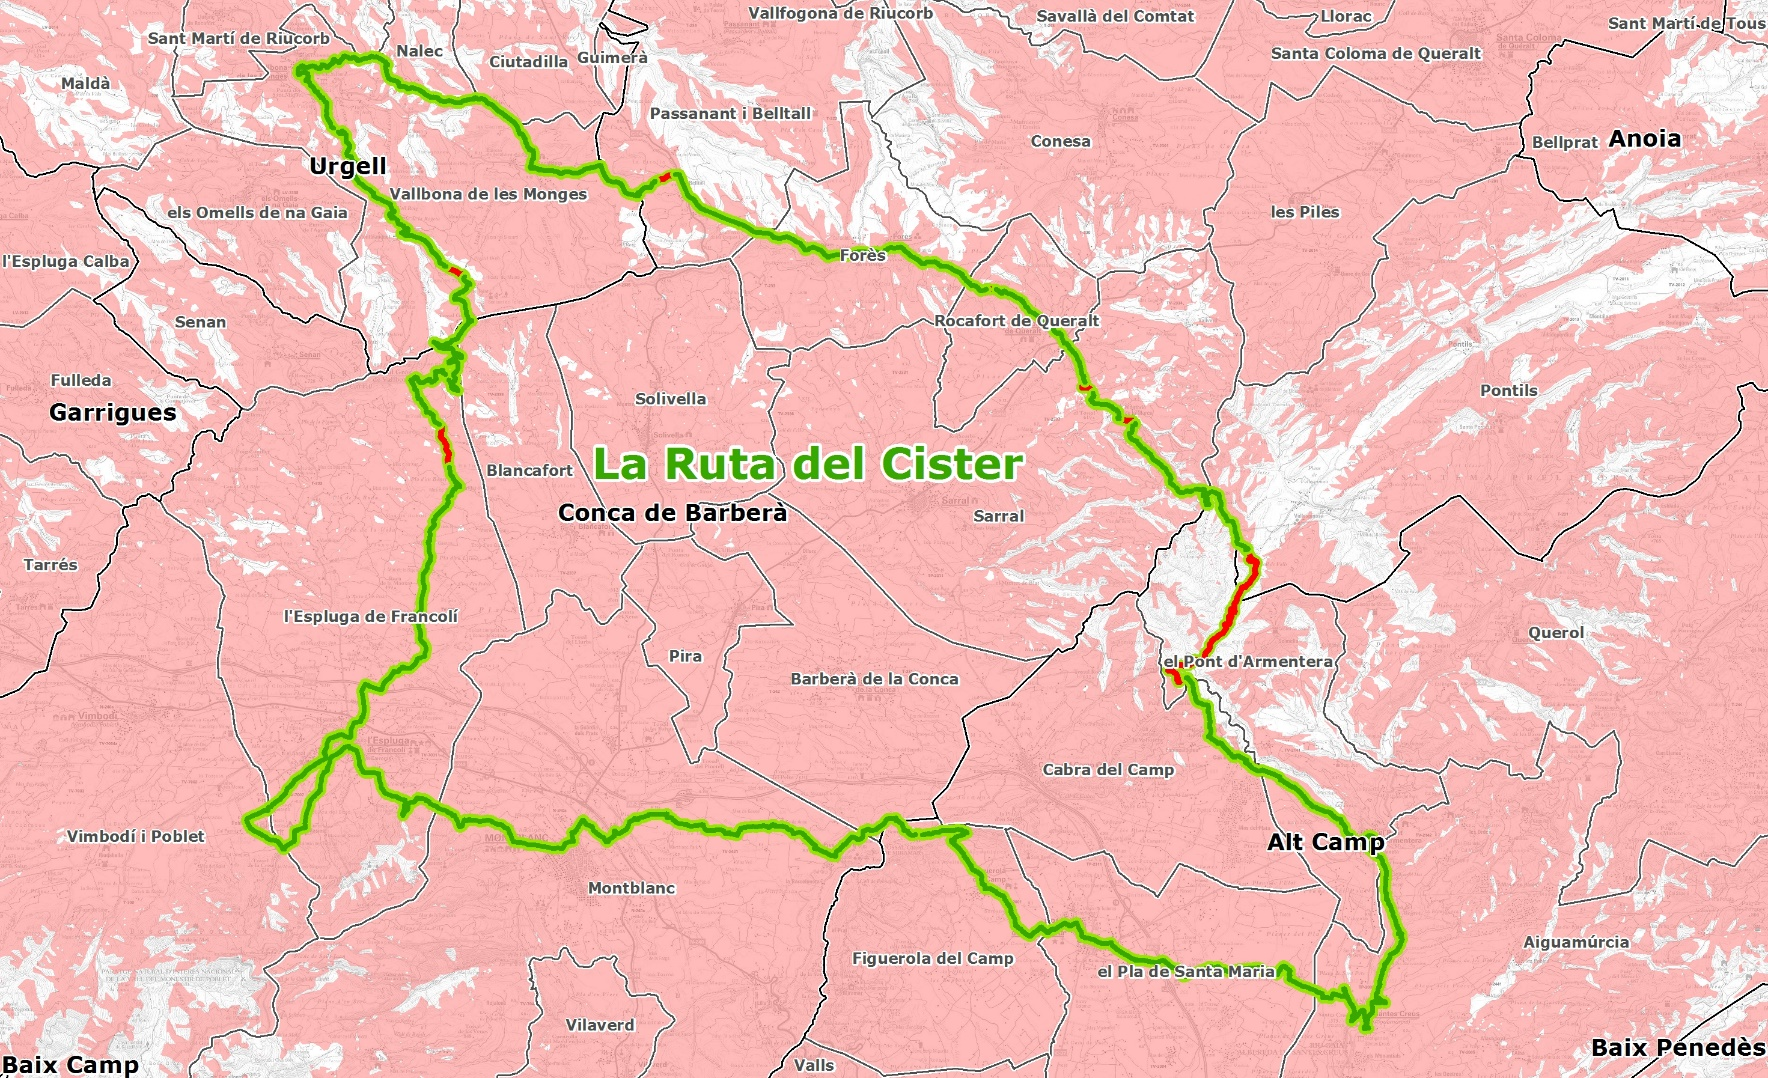 Vallfogona de Riucorb
Savallà del Comtat
Llorac
Sant Martí de Tous
Sant Martí de Riucorb
Nalec
Ciutadilla
Guimerà
Santa Coloma de Queralt
Maldà
Passanant i Belltall
Conesa
Bellprat
Anoia
Urgell
Vallbona de les Monges
els Omells de na Gaia
les Piles
l'Espluga Calba
Forès
Senan
Rocafort de Queralt
Fulleda
Garrigues
Solivella
Pontils
La Ruta del Cister
Blancafort
Conca de Barberà
Sarral
Tarrés
l'Espluga de Francolí
Pira
Querol
el Pont d'Armentera
Barberà de la Conca
Cabra del Camp
Vimbodí i Poblet
Alt Camp
Montblanc
Figuerola del Camp
Aiguamúrcia
el Pla de Santa Maria
Vilaverd
Baix Camp
Valls
Baix Penedès